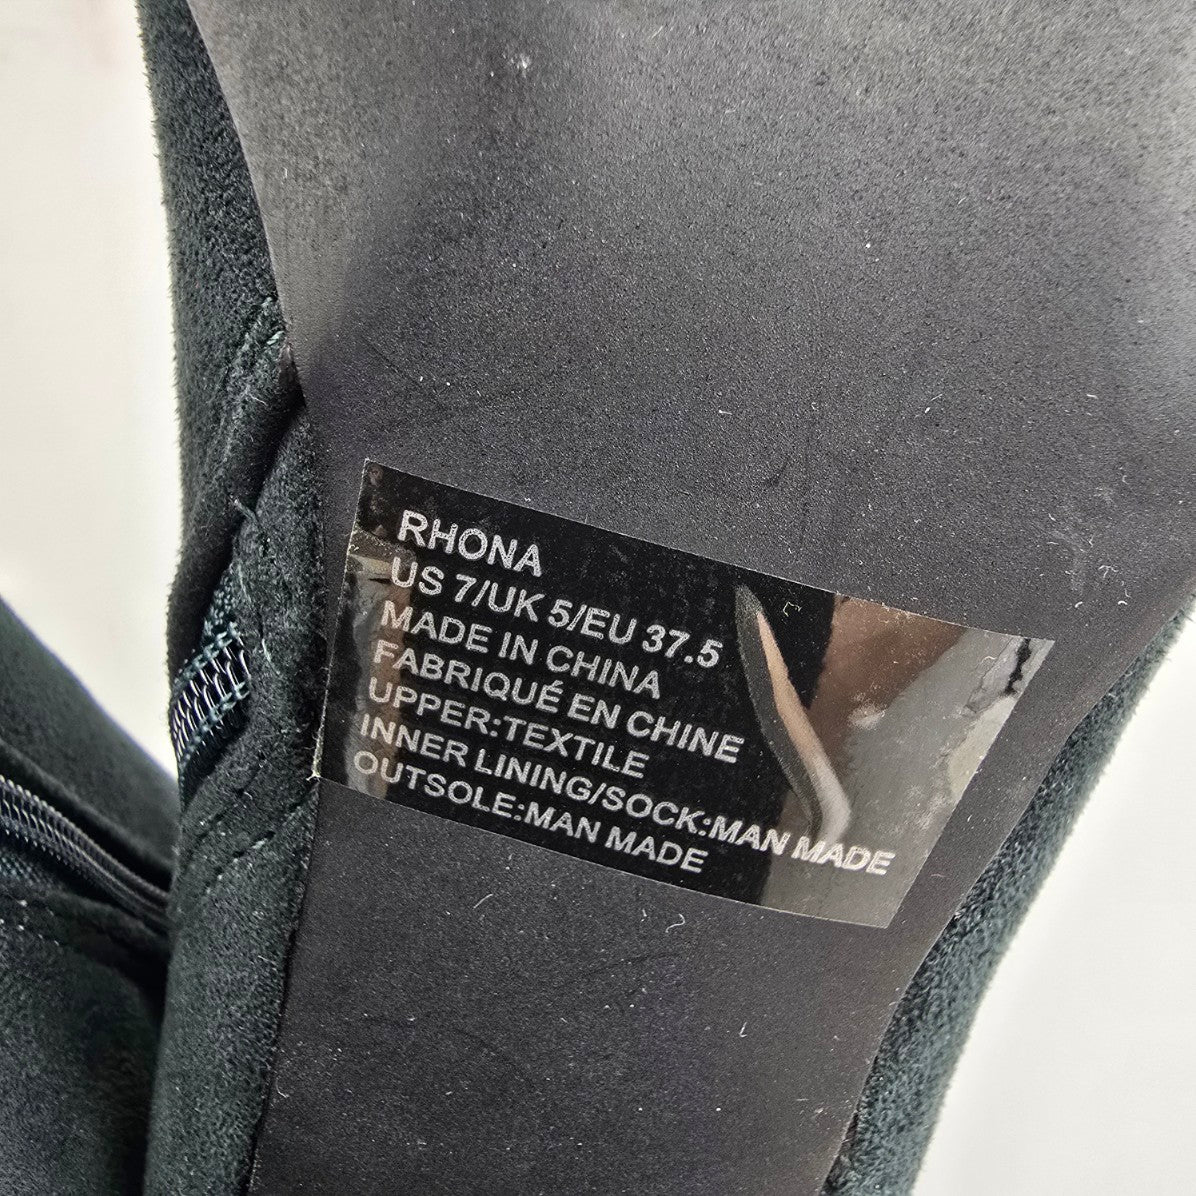 RHONA
US 7/UK 5/EU 37.5
MADE IN CHINA
FABRIQUÉ EN CHINE
UPPER:TEXTILE
INNER LINING/SOCK:MAN MADE
OUTSOLE:MAN MADE